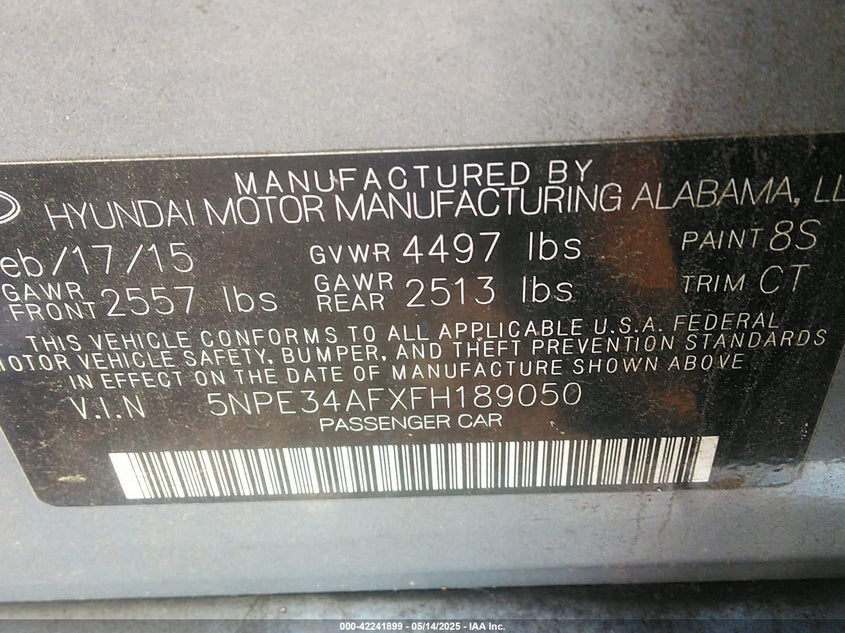 MANUFACTURED BY
HYUNDAI MOTOR MANUFACTURING ALABAMA, LL
eb/17/15 GVWR 4497 lbs PAINT 8S
GAWR FRONT 2557 lbs GAWR REAR 2513 lbs TRIM CT
THIS VEHICLE CONFORMS TO ALL APPLICABLE U.S.A. FEDERAL
OTOR VEHICLE SAFETY, BUMPER, AND THEFT PREVENTION STANDARDS
IN EFFECT ON THE DATE OF MANUFACTURE SHOWN ABOVE
V.I.N 5NPE34AFXFH189050
PASSENGER CAR
000-42241899 - 05/14/2025 - IAA Inc.